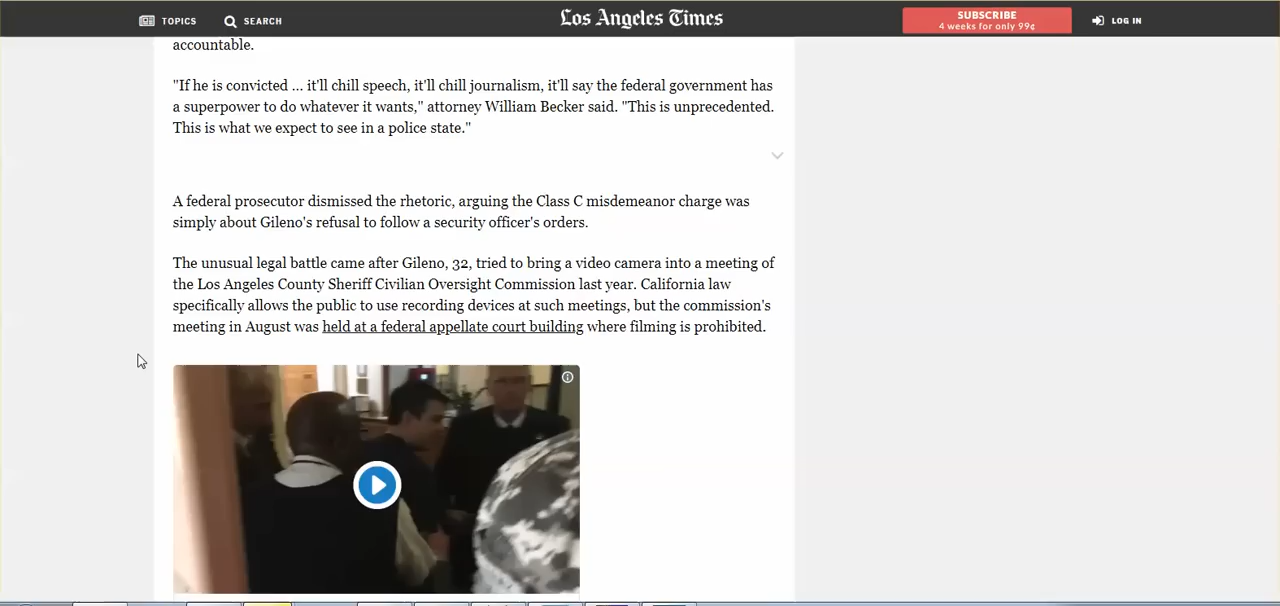 TOPICS SEARCH Los Angeles Times SUBSCRIBE LOG IN
4 weeks for only 99¢
accountable.
"If he is convicted ... it'll chill speech, it'll chill journalism, it'll say the federal government has
a superpower to do whatever it wants," attorney William Becker said. "This is unprecedented.
This is what we expect to see in a police state."
A federal prosecutor dismissed the rhetoric, arguing the Class C misdemeanor charge was
simply about Gileno's refusal to follow a security officer's orders.
The unusual legal battle came after Gileno, 32, tried to bring a video camera into a meeting of
the Los Angeles County Sheriff Civilian Oversight Commission last year. California law
specifically allows the public to use recording devices at such meetings, but the commission's
meeting in August was held at a federal appellate court building where filming is prohibited.